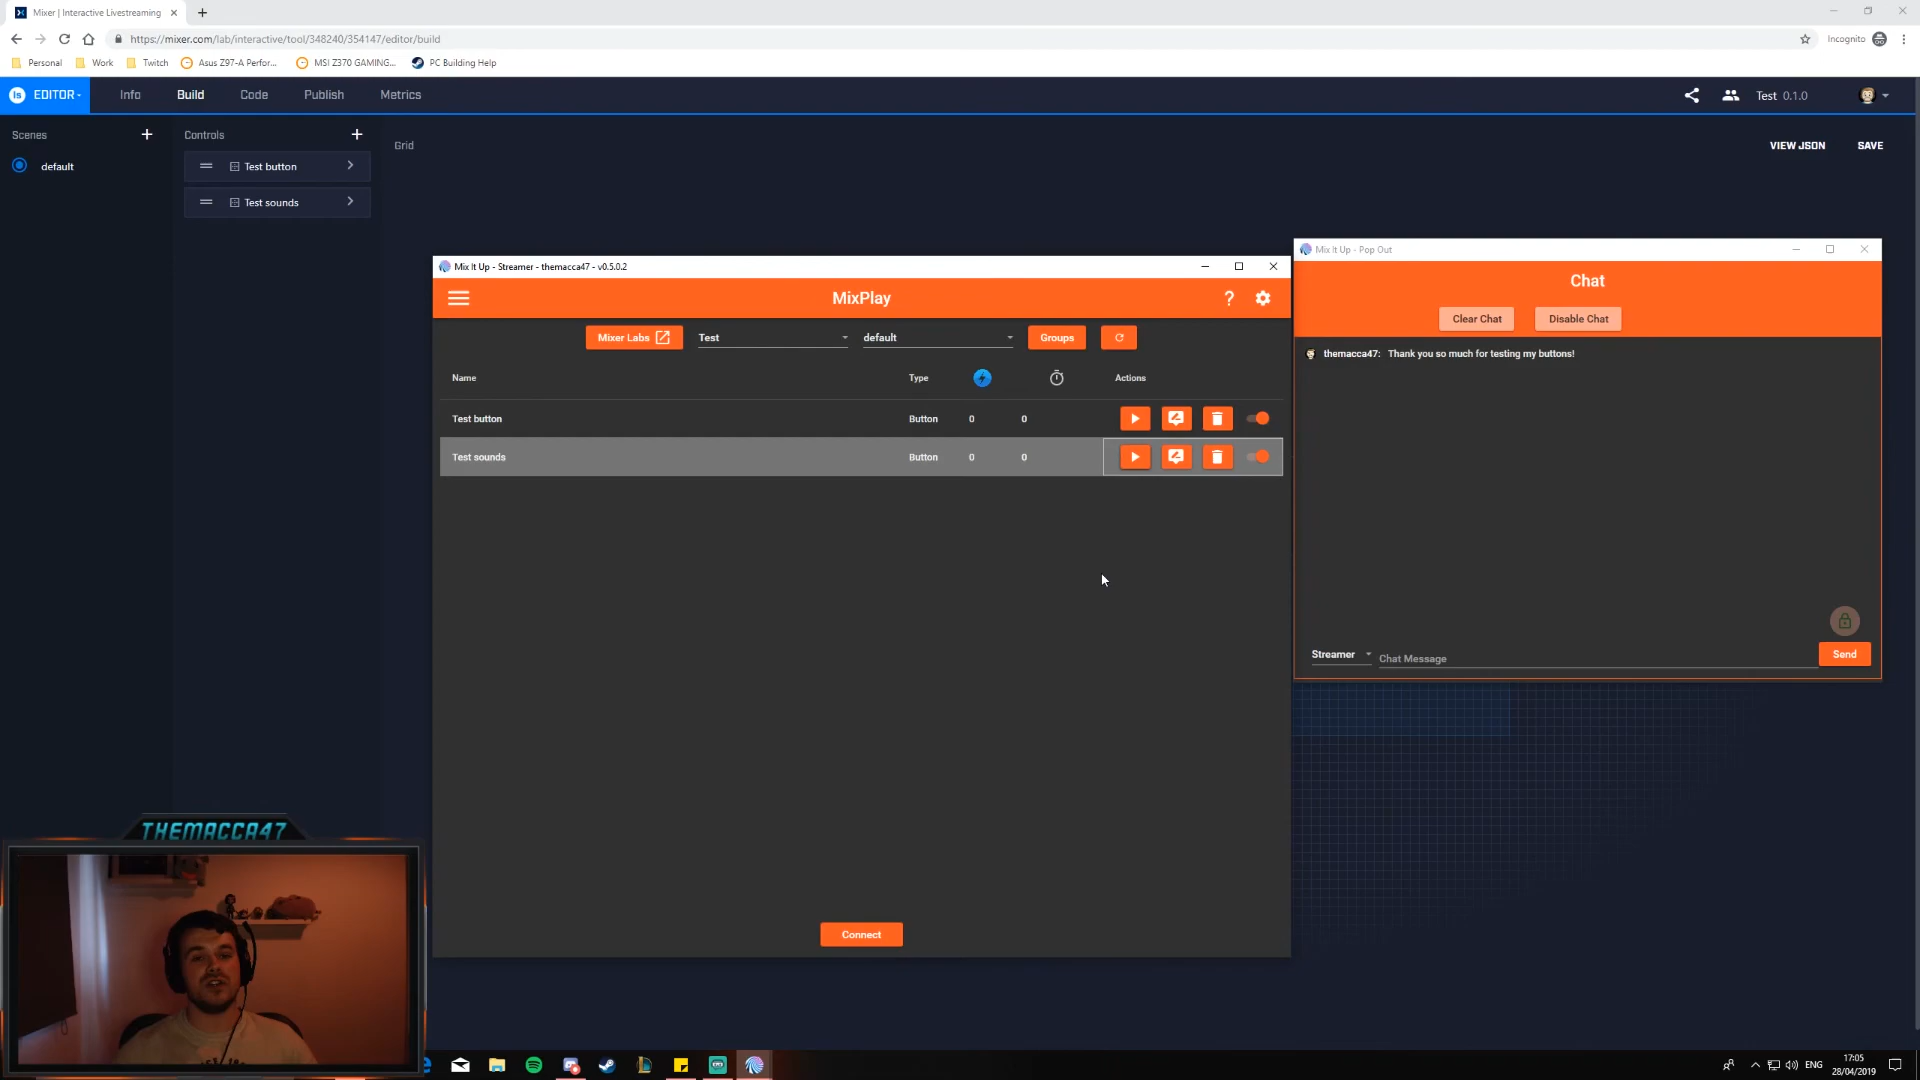 Mixer | Interactive Livestreaming
https://mixer.com/lab/interactive/tool/348240/354147/editor/build
Incognito
Personal
Work
Twitch
Asus Z97-A Perfor...
MSI Z370 GAMING...
PC Building Help
EDITOR
Info
Build
Code
Publish
Metrics
Test 0.1.0
Scenes
Controls
Grid
VIEW JSON
SAVE
default
Test button
Test sounds
Mix It Up - Streamer - themacca47 - v0.5.0.2
MixPlay
?
Mixer Labs
Test
default
Groups
Name
Type
Actions
Test button
Button
0
0
Test sounds
Button
0
0
Connect
Mix It Up - Pop Out
Chat
Clear Chat
Disable Chat
themacca47: Thank you so much for testing my buttons!
Streamer
Chat Message
Send
THEMACCA47
ENG
17:05
28/04/2019